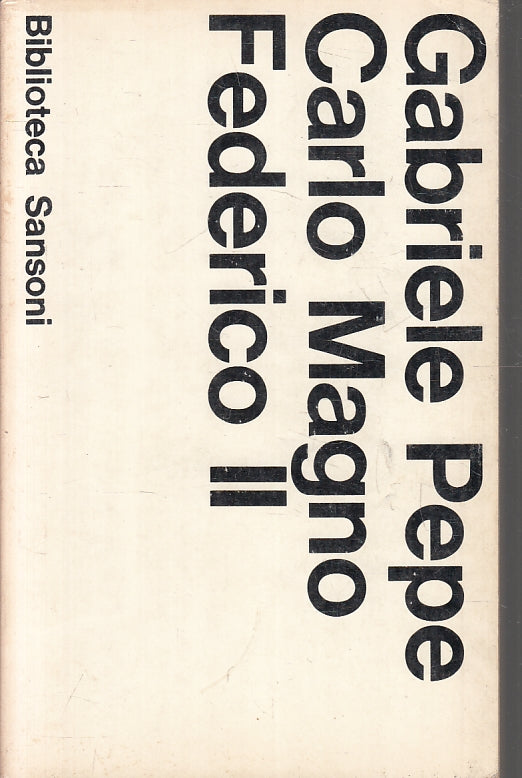 Gabriele Pepe
Carlo Magno
Federico II
Biblioteca Sansoni